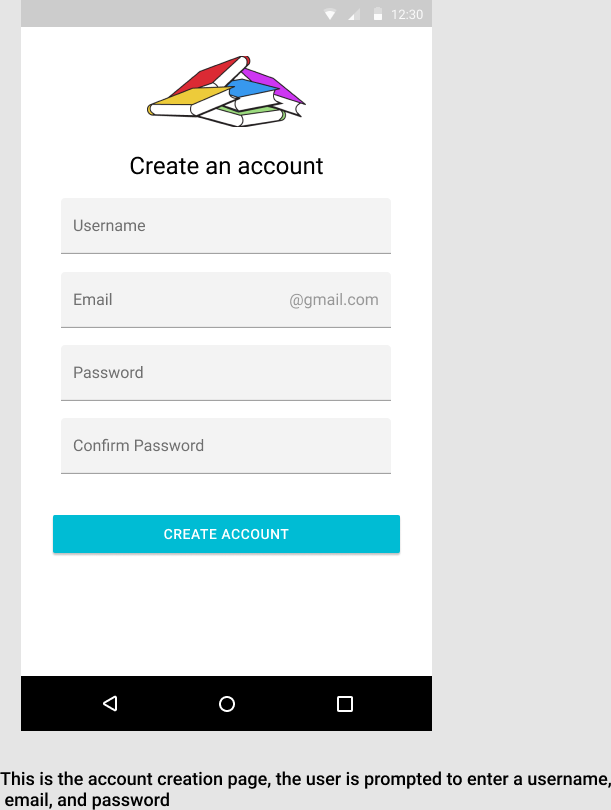 12:30
Create an account
Username
Email @gmail.com
Password
Confirm Password
CREATE ACCOUNT
This is the account creation page, the user is prompted to enter a username,
email, and password